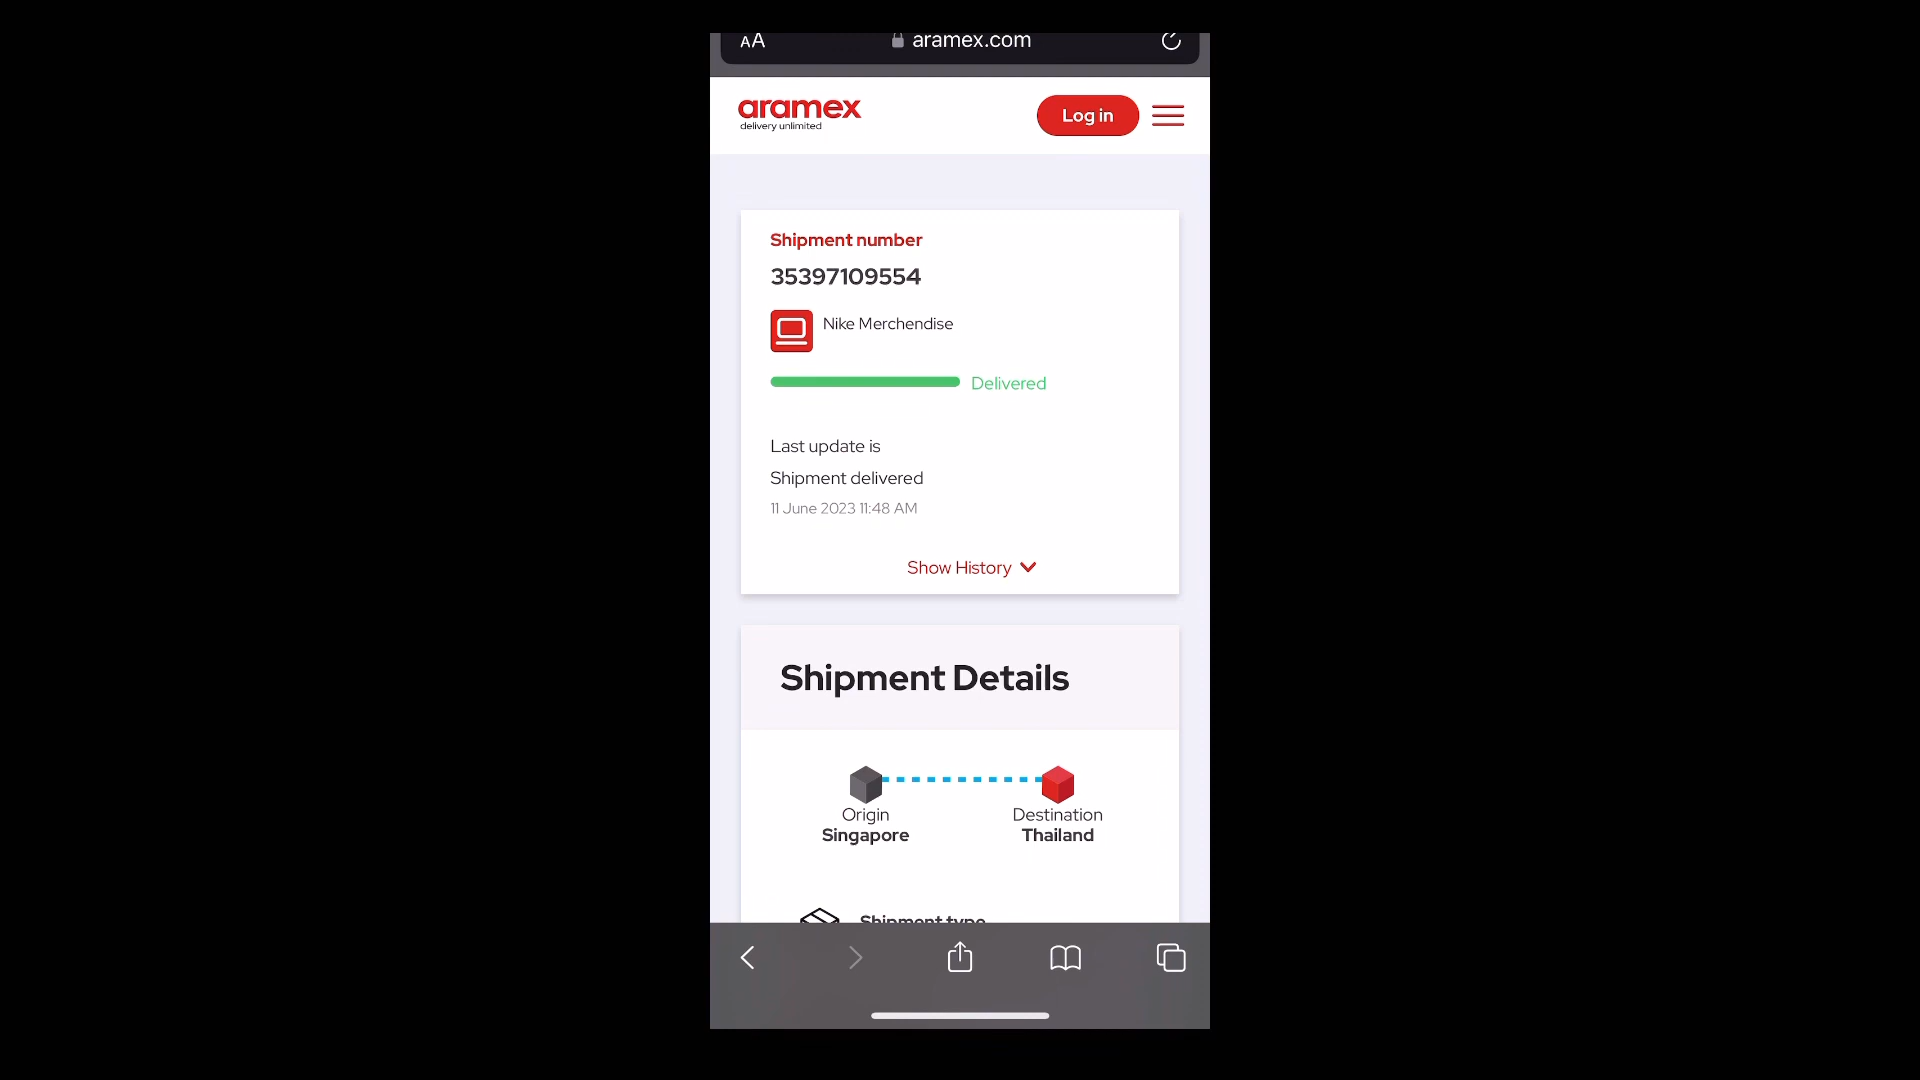 AA aramex.com
aramex
delivery unlimited
Log in
Shipment number
35397109554
Nike Merchendise
Delivered
Last update is
Shipment delivered
11 June 2023 11:48 AM
Show History
Shipment Details
Origin
Singapore
Destination
Thailand
Shipment type